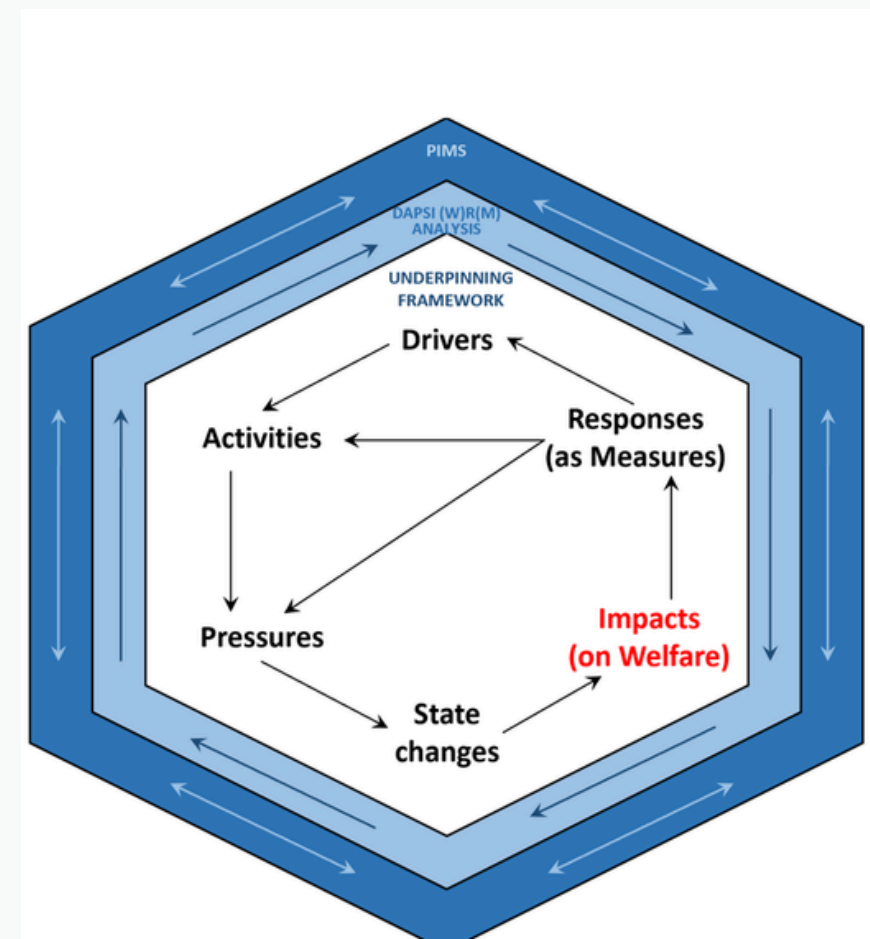 PIMS
DAPSI (W)R(M)
ANALYSIS
UNDERPINNING
FRAMEWORK
Drivers
Activities
Responses
(as Measures)
Pressures
Impacts
(on Welfare)
State
changes